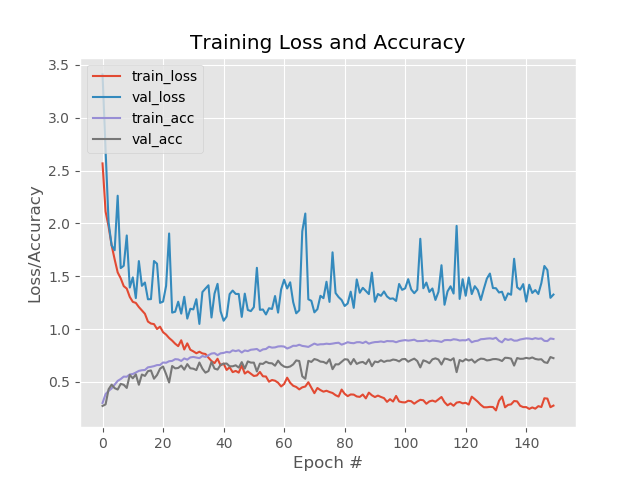 Training Loss and Accuracy
train_loss
val_loss
train_acc
val_acc
Loss/Accuracy
3.5
3.0
2.5
2.0
1.5
1.0
0.5
0 20 40 60 80 100 120 140
Epoch #